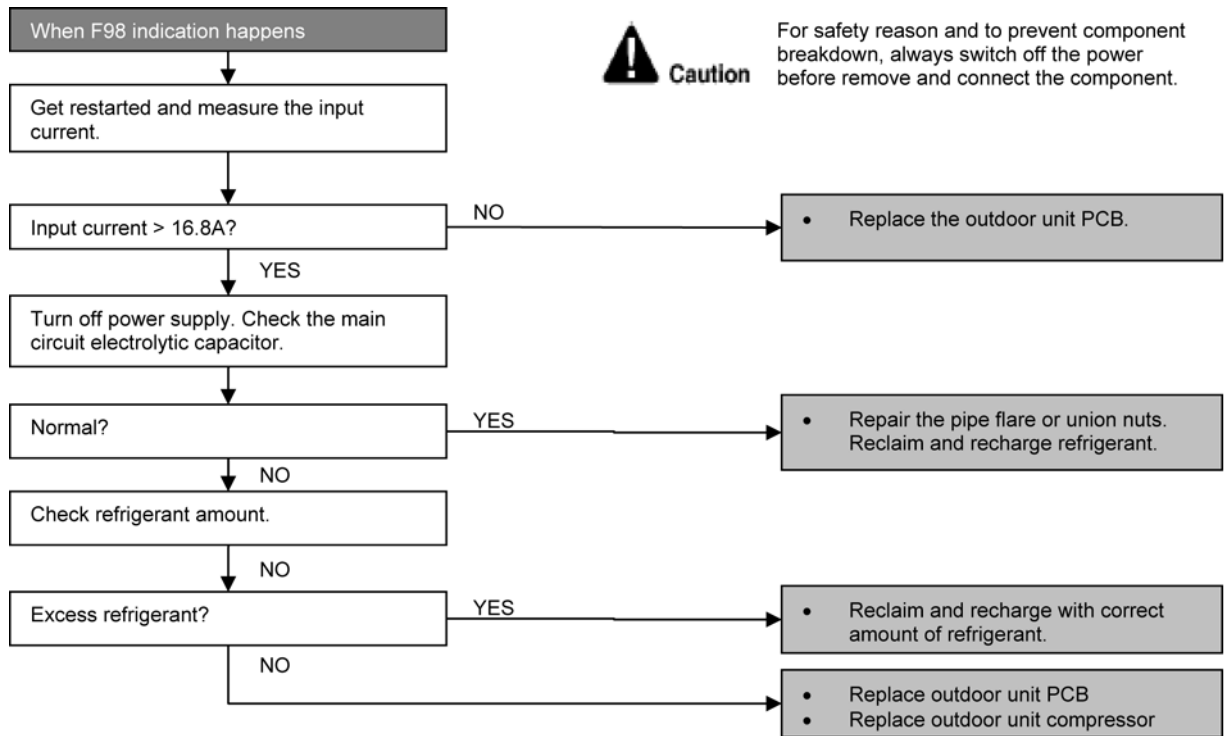 When F98 indication happens
Caution
For safety reason and to prevent component
breakdown, always switch off the power
before remove and connect the component.
Get restarted and measure the input
current.
Input current > 16.8A?
NO
• Replace the outdoor unit PCB.
YES
Turn off power supply. Check the main
circuit electrolytic capacitor.
Normal?
YES
• Repair the pipe flare or union nuts.
Reclaim and recharge refrigerant.
NO
Check refrigerant amount.
NO
Excess refrigerant?
YES
• Reclaim and recharge with correct
amount of refrigerant.
NO
• Replace outdoor unit PCB
• Replace outdoor unit compressor